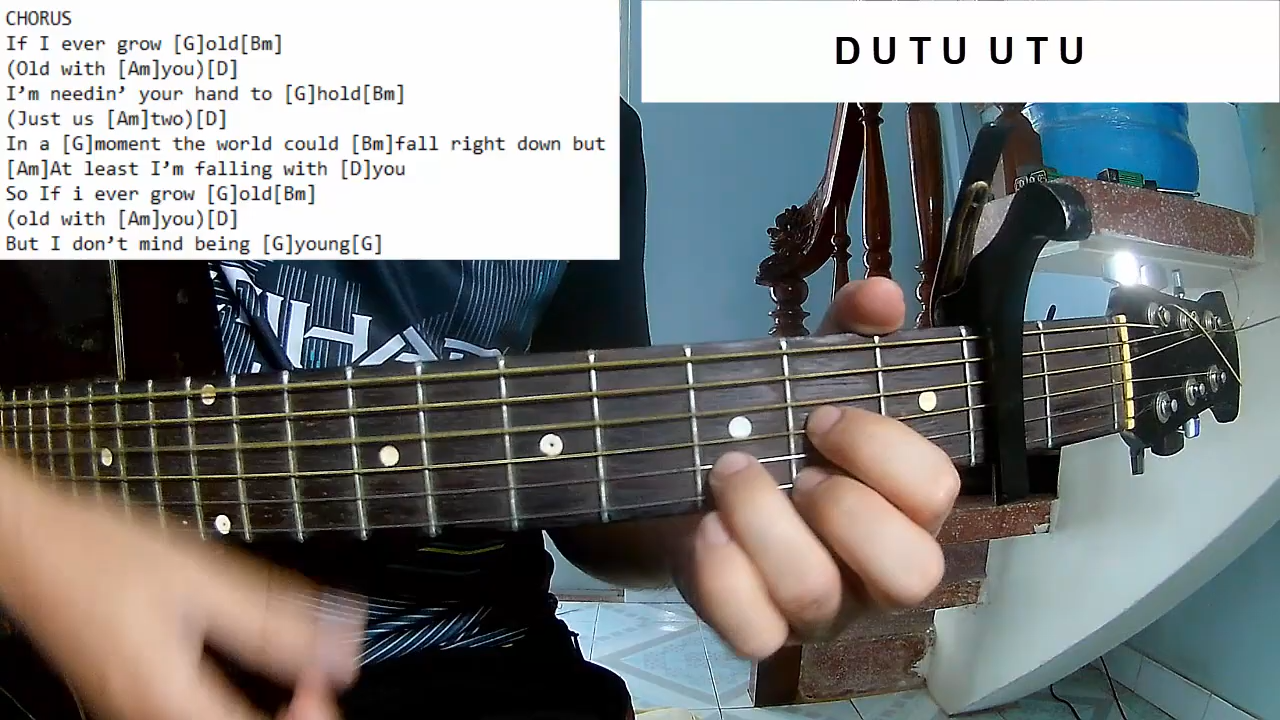 CHORUS
If I ever grow [G]old[Bm]
(Old with [Am]you)[D]
I’m needin’ your hand to [G]hold[Bm]
(Just us [Am]two)[D]
In a [G]moment the world could [Bm]fall right down but
[Am]At least I’m falling with [D]you
So If i ever grow [G]old[Bm]
(old with [Am]you)[D]
But I don’t mind being [G]young[G]
D U T U U T U